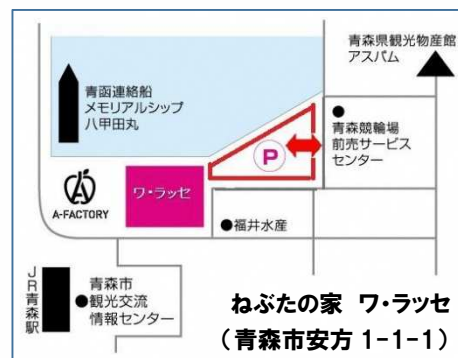 青森県観光物産館
アスパム
青函連絡船
メモリアルシップ
八甲田丸
青森競輪場
前売サービス
センター
P
A-FACTORY
ワ・ラッセ
福井水産
JR青森駅
青森市
観光交流
情報センター
ねぶたの家 ワ・ラッセ
(青森市安方1-1-1)